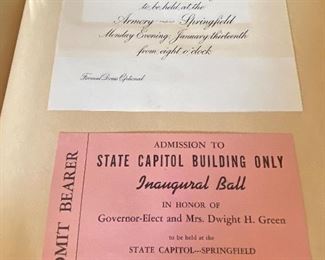 to be held at the
Armory Springfield
Monday Evening, January thirteenth
from eight o'clock
Formal Dress Optional
ADMISSION TO
STATE CAPITOL BUILDING ONLY
Inaugural Ball
IN HONOR OF
Governor-Elect and Mrs. Dwight H. Green
to be held at the
STATE CAPITOL---SPRINGFIELD
BEARER